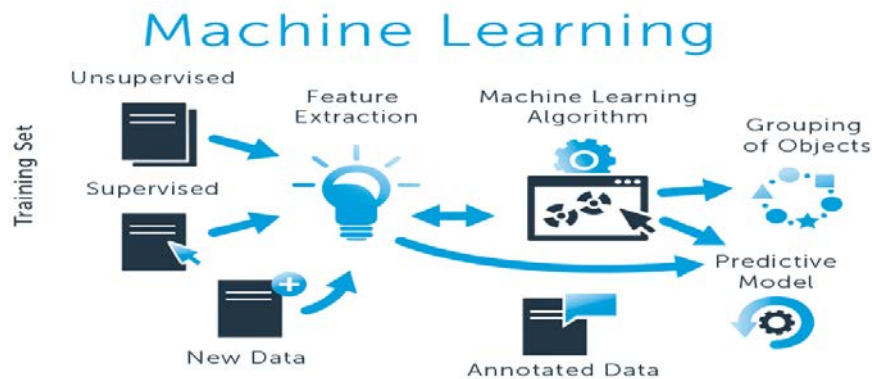 Machine Learning
Unsupervised
Feature
Extraction
Machine Learning
Algorithm
Grouping
of Objects
Training Set
Supervised
Predictive
Model
New Data
Annotated Data